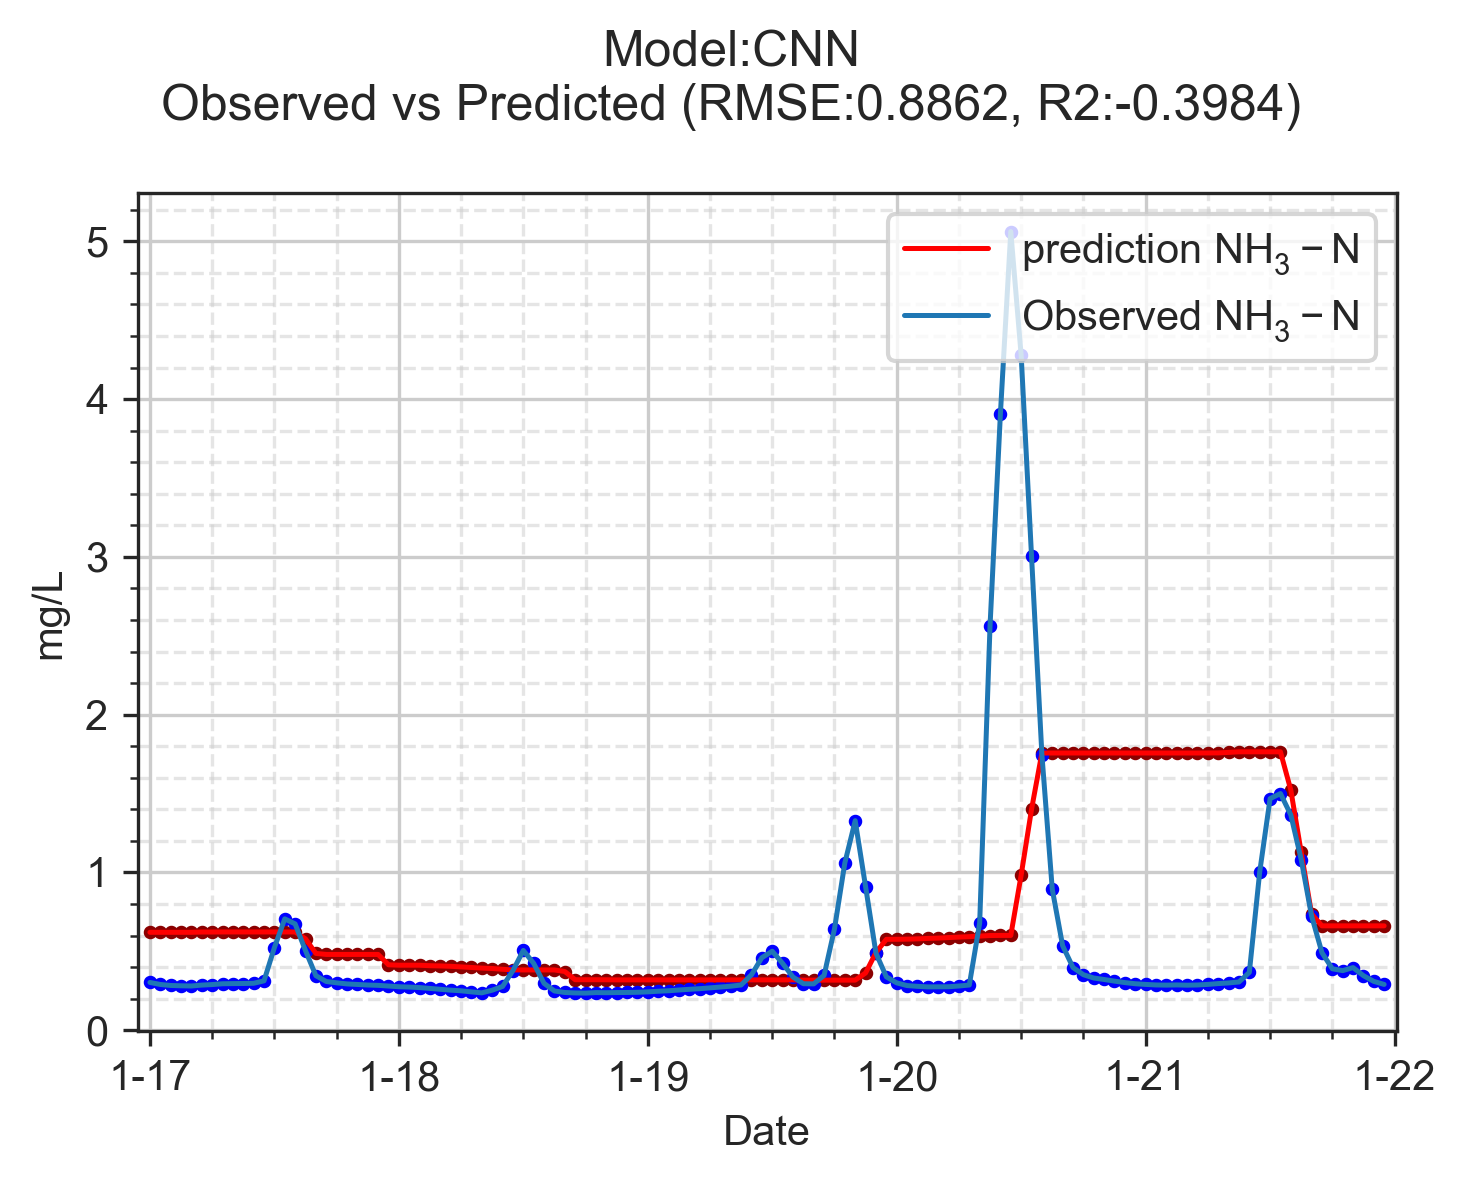 Model:CNN
Observed vs Predicted (RMSE:0.8862, R2:-0.3984)
prediction NH₃ − N
Observed NH₃ − N
5
4
3
2
1
0
mg/L
1-17 1-18 1-19 1-20 1-21 1-22
Date